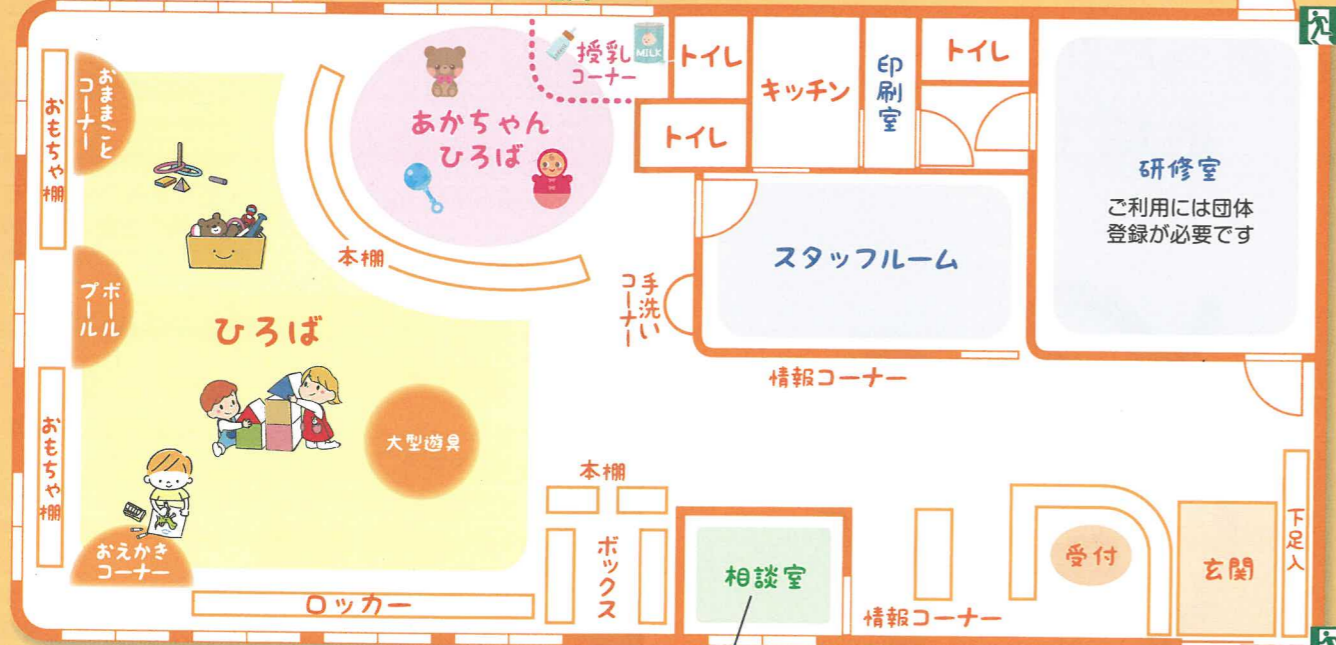 おままごと
コーナー
おもちゃ棚
ボール
プール
おもちゃ棚
おえかき
コーナー
ひろば
大型遊具
ロッカー
本棚
あかちゃん
ひろば
授乳
コーナー
MILK
トイレ
トイレ
キッチン
印刷室
トイレ
研修室
ご利用には団体
登録が必要です
スタッフルーム
手洗い
コーナー
情報コーナー
本棚
ボックス
相談室
情報コーナー
受付
玄関
下足入